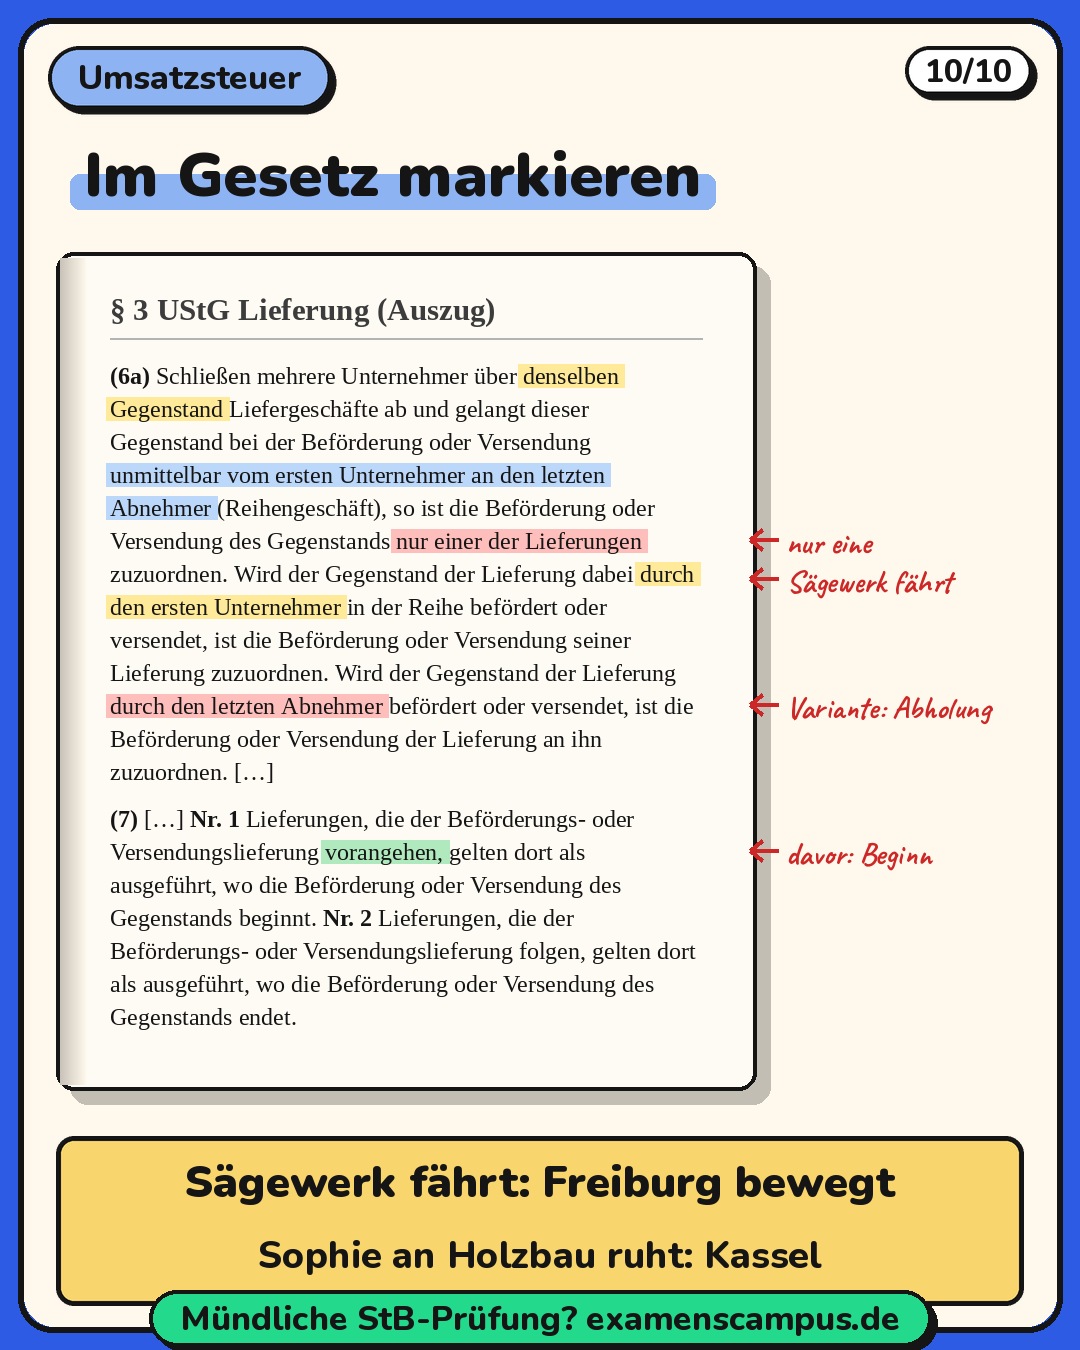 Umsatzsteuer
10/10
Im Gesetz markieren
§ 3 UStG Lieferung (Auszug)
(6a) Schließen mehrere Unternehmer über denselben
Gegenstand Liefergeschäfte ab und gelangt dieser
Gegenstand bei der Beförderung oder Versendung
unmittelbar vom ersten Unternehmer an den letzten
Abnehmer (Reihengeschäft), so ist die Beförderung oder
Versendung des Gegenstands nur einer der Lieferungen
nur eine
zuzuordnen. Wird der Gegenstand der Lieferung dabei durch
Sägewerk fährt
den ersten Unternehmer in der Reihe befördert oder
versendet, ist die Beförderung oder Versendung seiner
Lieferung zuzuordnen. Wird der Gegenstand der Lieferung
durch den letzten Abnehmer befördert oder versendet, ist die
Variante: Abholung
Beförderung oder Versendung der Lieferung an ihn
zuzuordnen. […]
(7) […] Nr. 1 Lieferungen, die der Beförderungs- oder
Versendungslieferung vorangehen, gelten dort als
davor: Beginn
ausgeführt, wo die Beförderung oder Versendung des
Gegenstands beginnt. Nr. 2 Lieferungen, die der
Beförderungs- oder Versendungslieferung folgen, gelten dort
als ausgeführt, wo die Beförderung oder Versendung des
Gegenstands endet.
Sägewerk fährt: Freiburg bewegt
Sophie an Holzbau ruht: Kassel
Mündliche StB-Prüfung? examenscampus.de